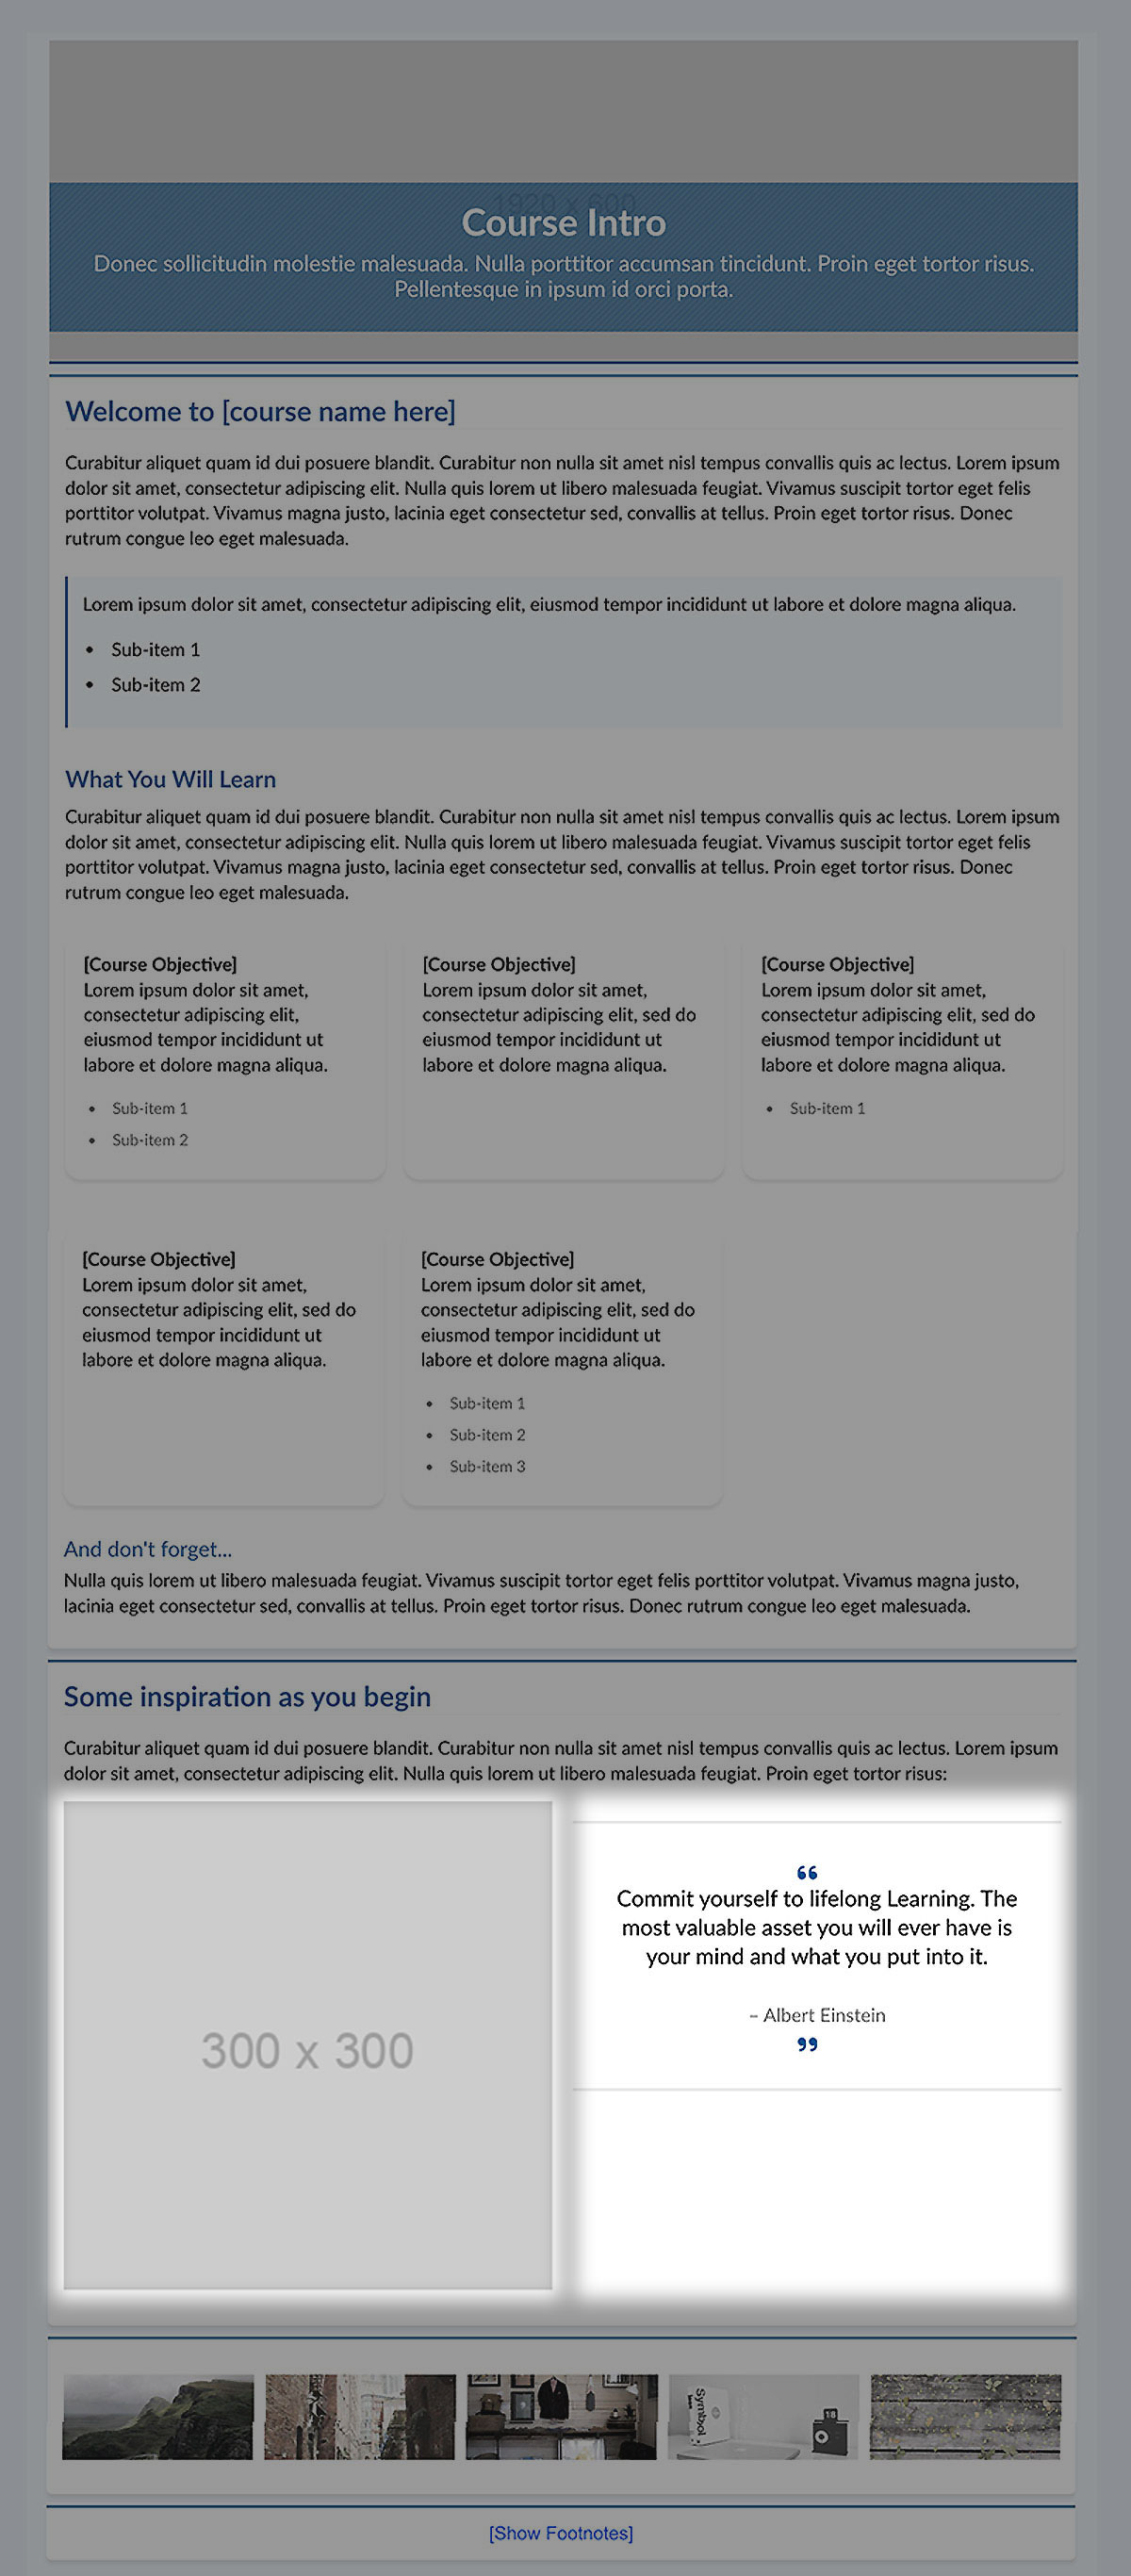 1920 x 600
Course Intro
Donec sollicitudin molestie malesuada. Nulla porttitor accumsan tincidunt. Proin eget tortor risus.
Pellentesque in ipsum id orci porta.
Welcome to [course name here]
Curabitur aliquet quam id dui posuere blandit. Curabitur non nulla sit amet nisl tempus convallis quis ac lectus. Lorem ipsum
dolor sit amet, consectetur adipiscing elit. Nulla quis lorem ut libero malesuada feugiat. Vivamus suscipit tortor eget felis
porttitor volutpat. Vivamus magna justo, lacinia eget consectetur sed, convallis at tellus. Proin eget tortor risus. Donec
rutrum congue leo eget malesuada.
Lorem ipsum dolor sit amet, consectetur adipiscing elit, eiusmod tempor incididunt ut labore et dolore magna aliqua.
• Sub-item 1
• Sub-item 2
What You Will Learn
Curabitur aliquet quam id dui posuere blandit. Curabitur non nulla sit amet nisl tempus convallis quis ac lectus. Lorem ipsum
dolor sit amet, consectetur adipiscing elit. Nulla quis lorem ut libero malesuada feugiat. Vivamus suscipit tortor eget felis
porttitor volutpat. Vivamus magna justo, lacinia eget consectetur sed, convallis at tellus. Proin eget tortor risus. Donec
rutrum congue leo eget malesuada.
[Course Objective]
Lorem ipsum dolor sit amet,
consectetur adipiscing elit,
eiusmod tempor incididunt ut
labore et dolore magna aliqua.
• Sub-item 1
• Sub-item 2
[Course Objective]
Lorem ipsum dolor sit amet,
consectetur adipiscing elit, sed do
eiusmod tempor incididunt ut
labore et dolore magna aliqua.
[Course Objective]
Lorem ipsum dolor sit amet,
consectetur adipiscing elit, sed do
eiusmod tempor incididunt ut
labore et dolore magna aliqua.
• Sub-item 1
[Course Objective]
Lorem ipsum dolor sit amet,
consectetur adipiscing elit, sed do
eiusmod tempor incididunt ut
labore et dolore magna aliqua.
[Course Objective]
Lorem ipsum dolor sit amet,
consectetur adipiscing elit, sed do
eiusmod tempor incididunt ut
labore et dolore magna aliqua.
• Sub-item 1
• Sub-item 2
• Sub-item 3
And don't forget...
Nulla quis lorem ut libero malesuada feugiat. Vivamus suscipit tortor eget felis porttitor volutpat. Vivamus magna justo,
lacinia eget consectetur sed, convallis at tellus. Proin eget tortor risus. Donec rutrum congue leo eget malesuada.
Some inspiration as you begin
Curabitur aliquet quam id dui posuere blandit. Curabitur non nulla sit amet nisl tempus convallis quis ac lectus. Lorem ipsum
dolor sit amet, consectetur adipiscing elit. Nulla quis lorem ut libero malesuada feugiat. Proin eget tortor risus:
300 x 300
“
Commit yourself to lifelong Learning. The
most valuable asset you will ever have is
your mind and what you put into it.
– Albert Einstein
”
Symbol
18
[Show Footnotes]